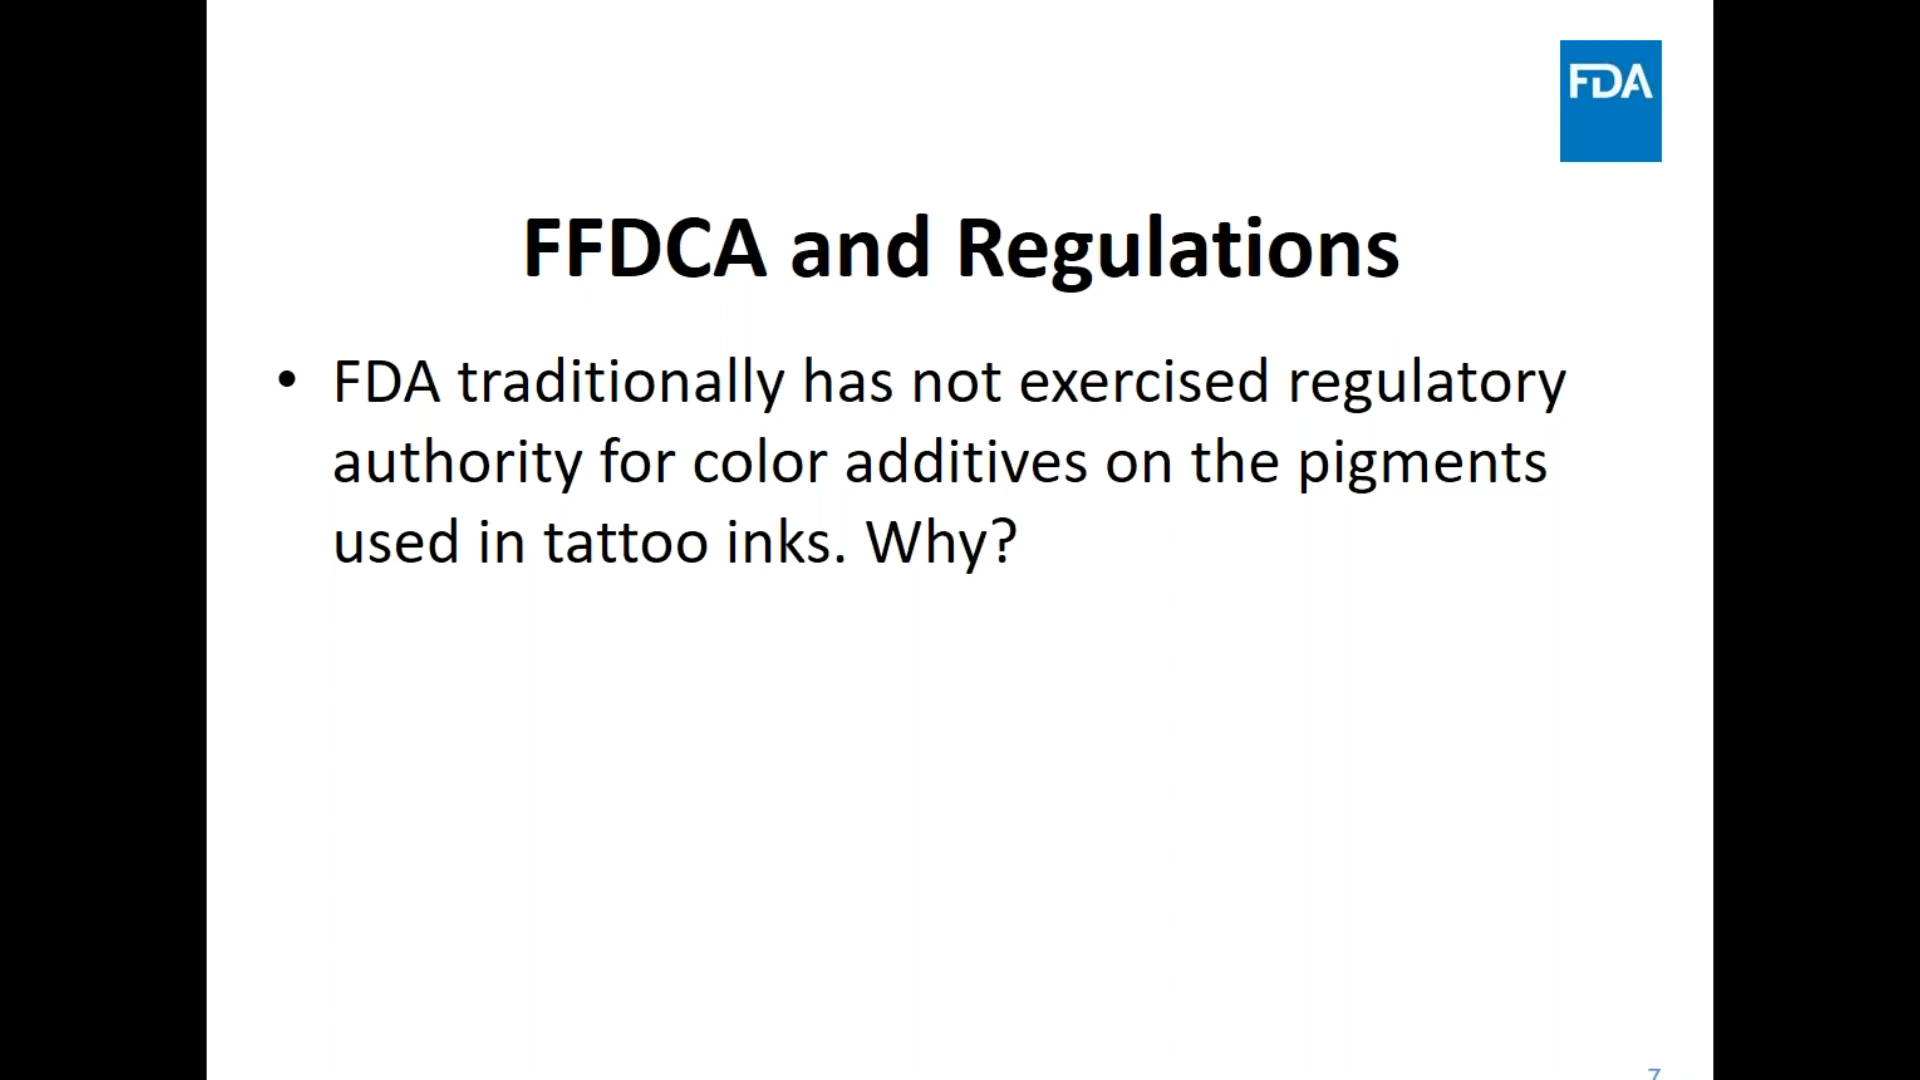 FDA
FFDCA and Regulations
• FDA traditionally has not exercised regulatory
authority for color additives on the pigments
used in tattoo inks. Why?
7